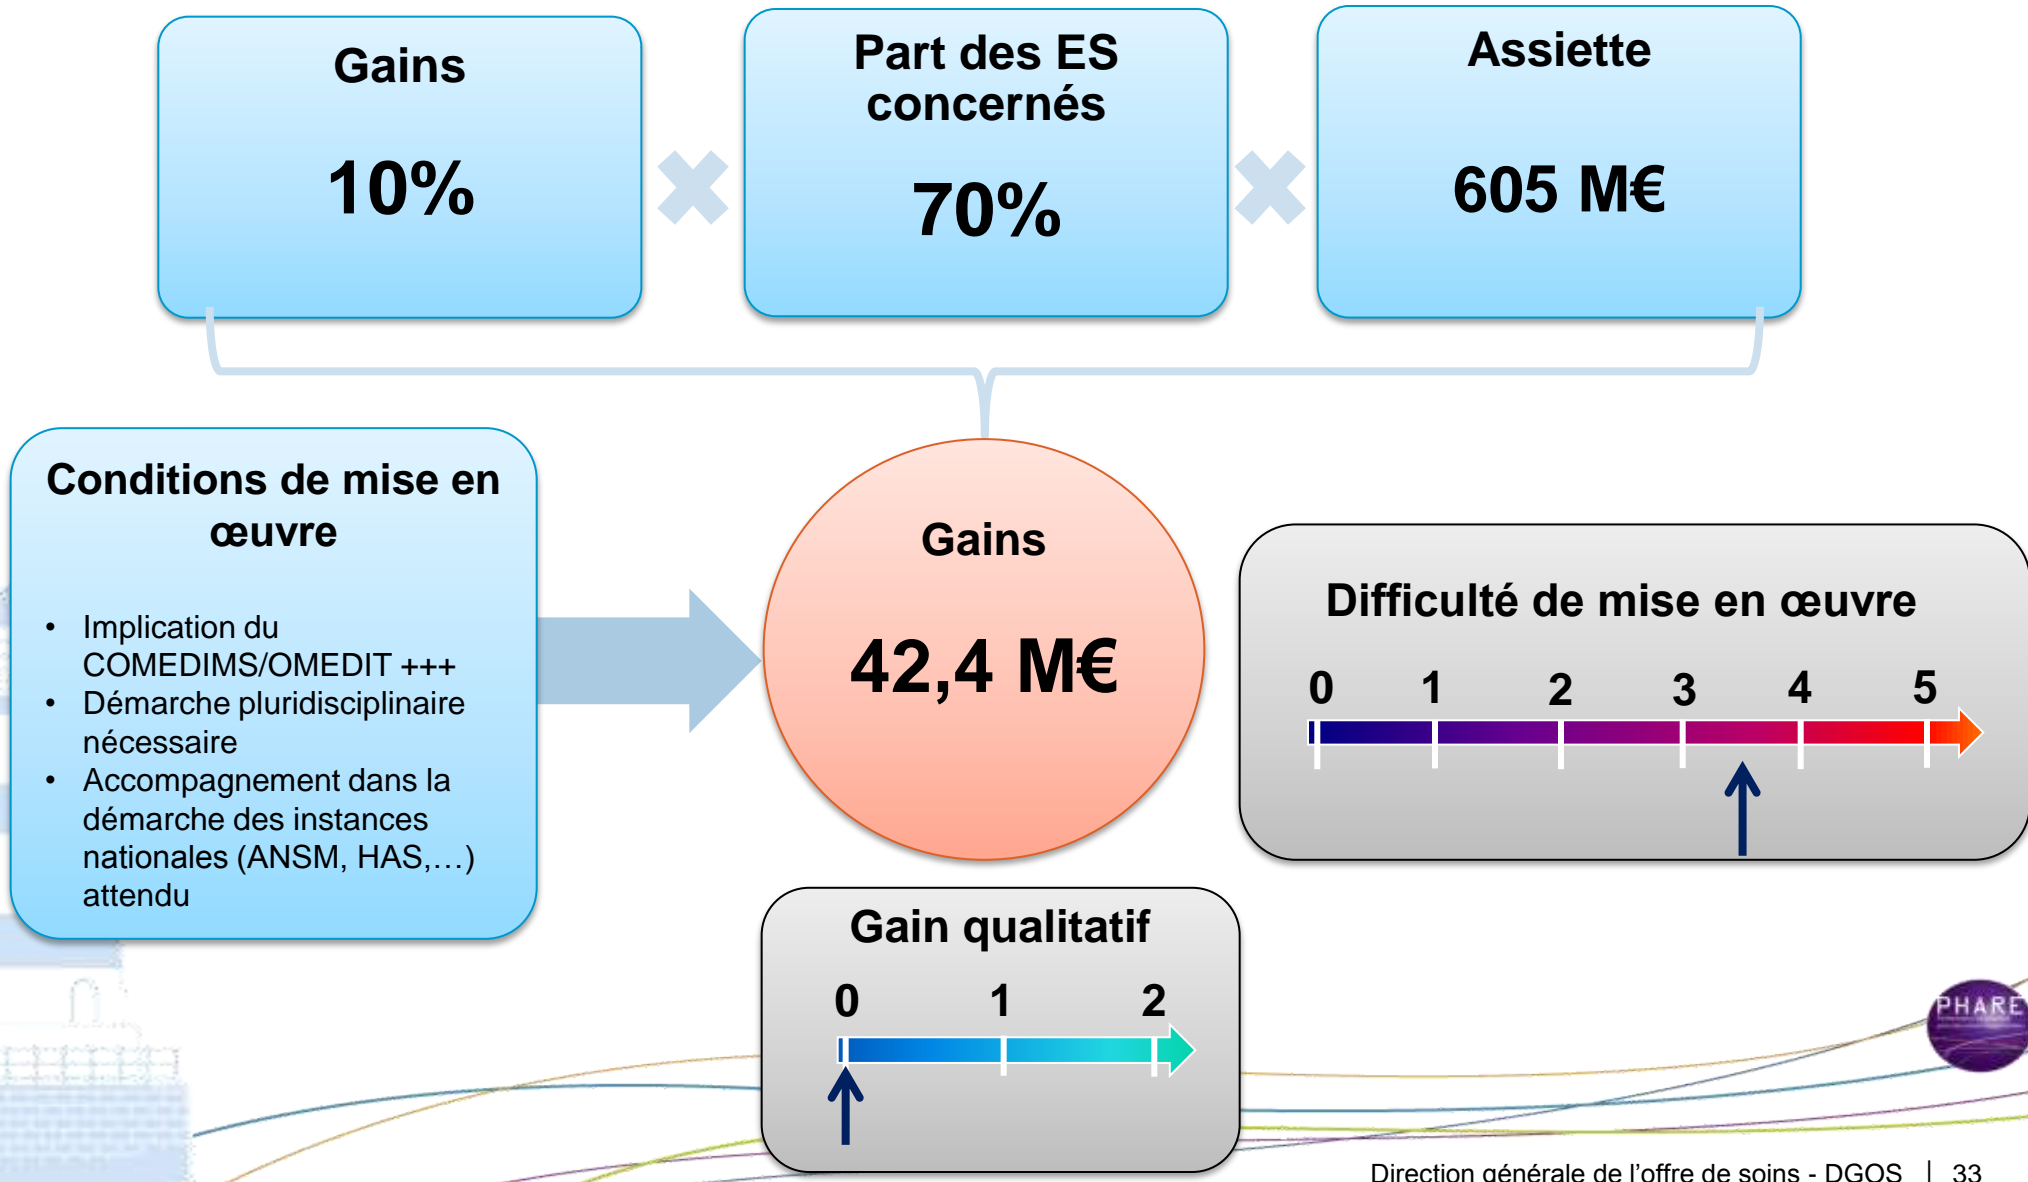 Gains
10%
Part des ES
concernés
70%
Assiette
605 M€
Conditions de mise en
œuvre
• Implication du
COMEDIMS/OMEDIT +++
• Démarche pluridisciplinaire
nécessaire
• Accompagnement dans la
démarche des instances
nationales (ANSM, HAS,…)
attendu
Gains
42,4 M€
Difficulté de mise en œuvre
0 1 2 3 4 5
Gain qualitatif
0 1 2
PHARE
Direction générale de l’offre de soins - DGOS | 33